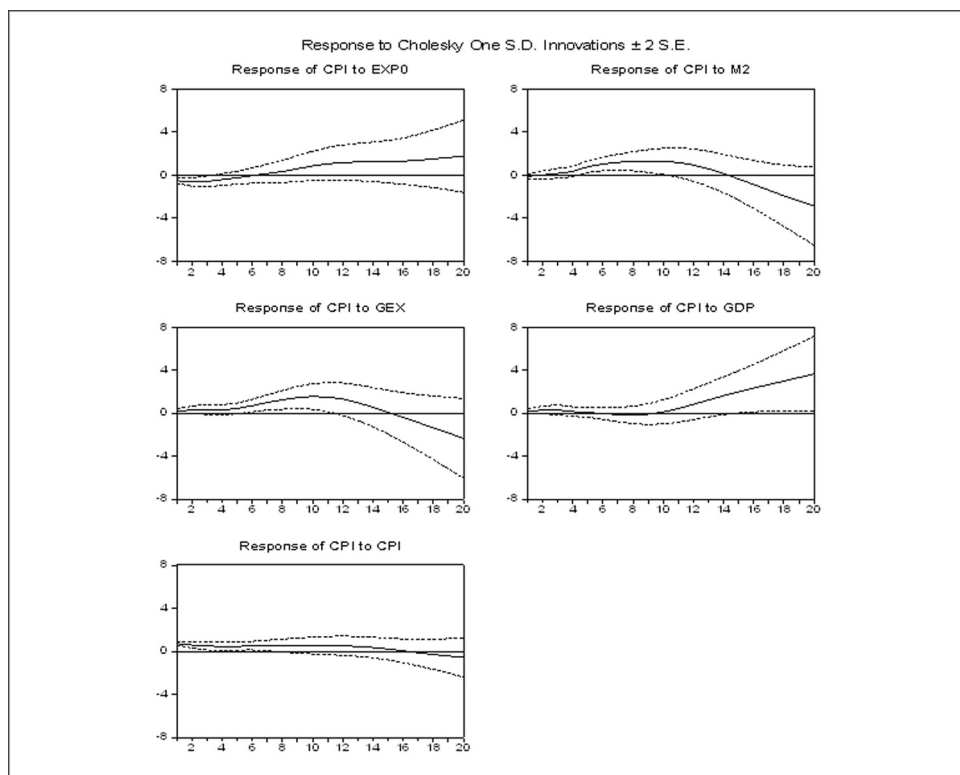 Response to Cholesky One S.D. Innovations ± 2 S.E.
Response of CPI to EXP0
8
4
0
-4
-8
2 4 6 8 10 12 14 16 18 20
Response of CPI to M2
8
4
0
-4
-8
2 4 6 8 10 12 14 16 18 20
Response of CPI to GEX
8
4
0
-4
-8
2 4 6 8 10 12 14 16 18 20
Response of CPI to GDP
8
4
0
-4
-8
2 4 6 8 10 12 14 16 18 20
Response of CPI to CPI
8
4
0
-4
-8
2 4 6 8 10 12 14 16 18 20